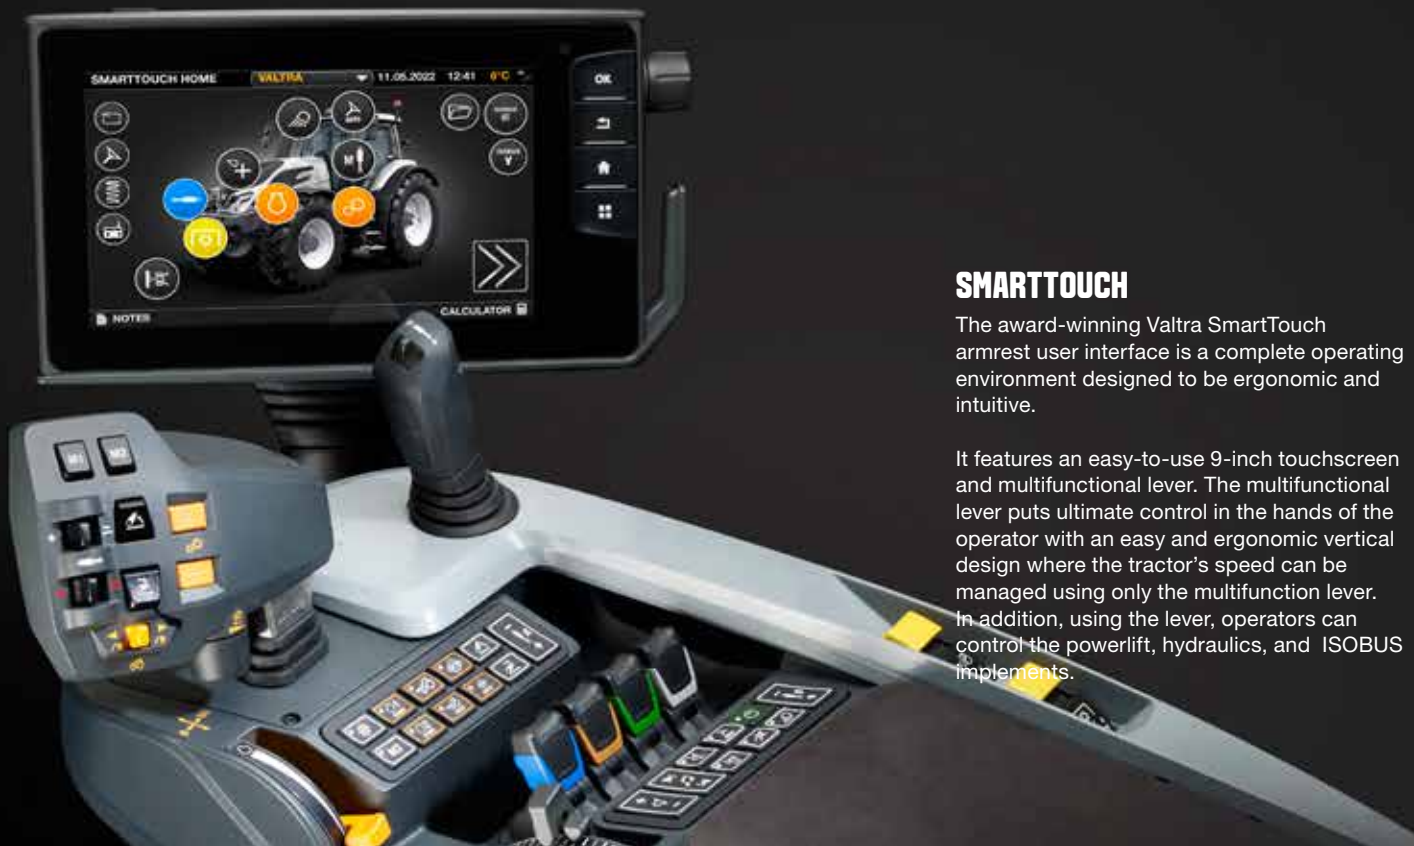 SMARTTOUCH HOME
VALTRA
11.05.2022
12:41
6°C
OK
AUTO
M
NOTES
CALCULATOR
M1
M2
SMARTTOUCH
The award-winning Valtra SmartTouch
armrest user interface is a complete operating
environment designed to be ergonomic and
intuitive.
It features an easy-to-use 9-inch touchscreen
and multifunctional lever. The multifunctional
lever puts ultimate control in the hands of the
operator with an easy and ergonomic vertical
design where the tractor’s speed can be
managed using only the multifunction lever.
In addition, using the lever, operators can
control the powerlift, hydraulics, and ISOBUS
implements.